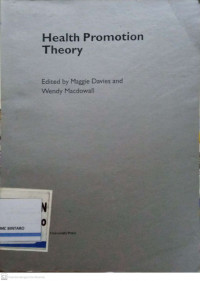 Health Promotion
Theory
Edited by Maggie Davies and
Wendy Macdowall
N